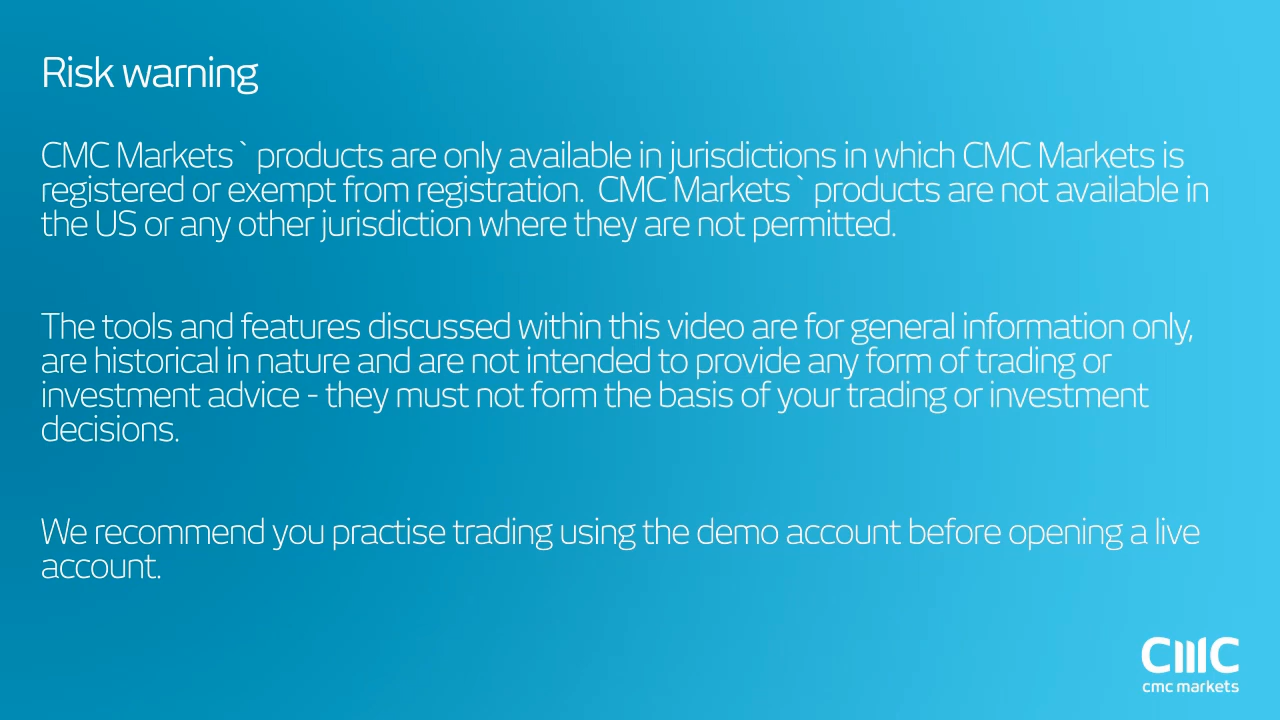 Risk warning
CMC Markets` products are only available in jurisdictions in which CMC Markets is
registered or exempt from registration.  CMC Markets` products are not available in
the US or any other jurisdiction where they are not permitted.
The tools and features discussed within this video are for general information only,
are historical in nature and are not intended to provide any form of trading or
investment advice - they must not form the basis of your trading or investment
decisions.
We recommend you practise trading using the demo account before opening a live
account.
CMC
cmc markets